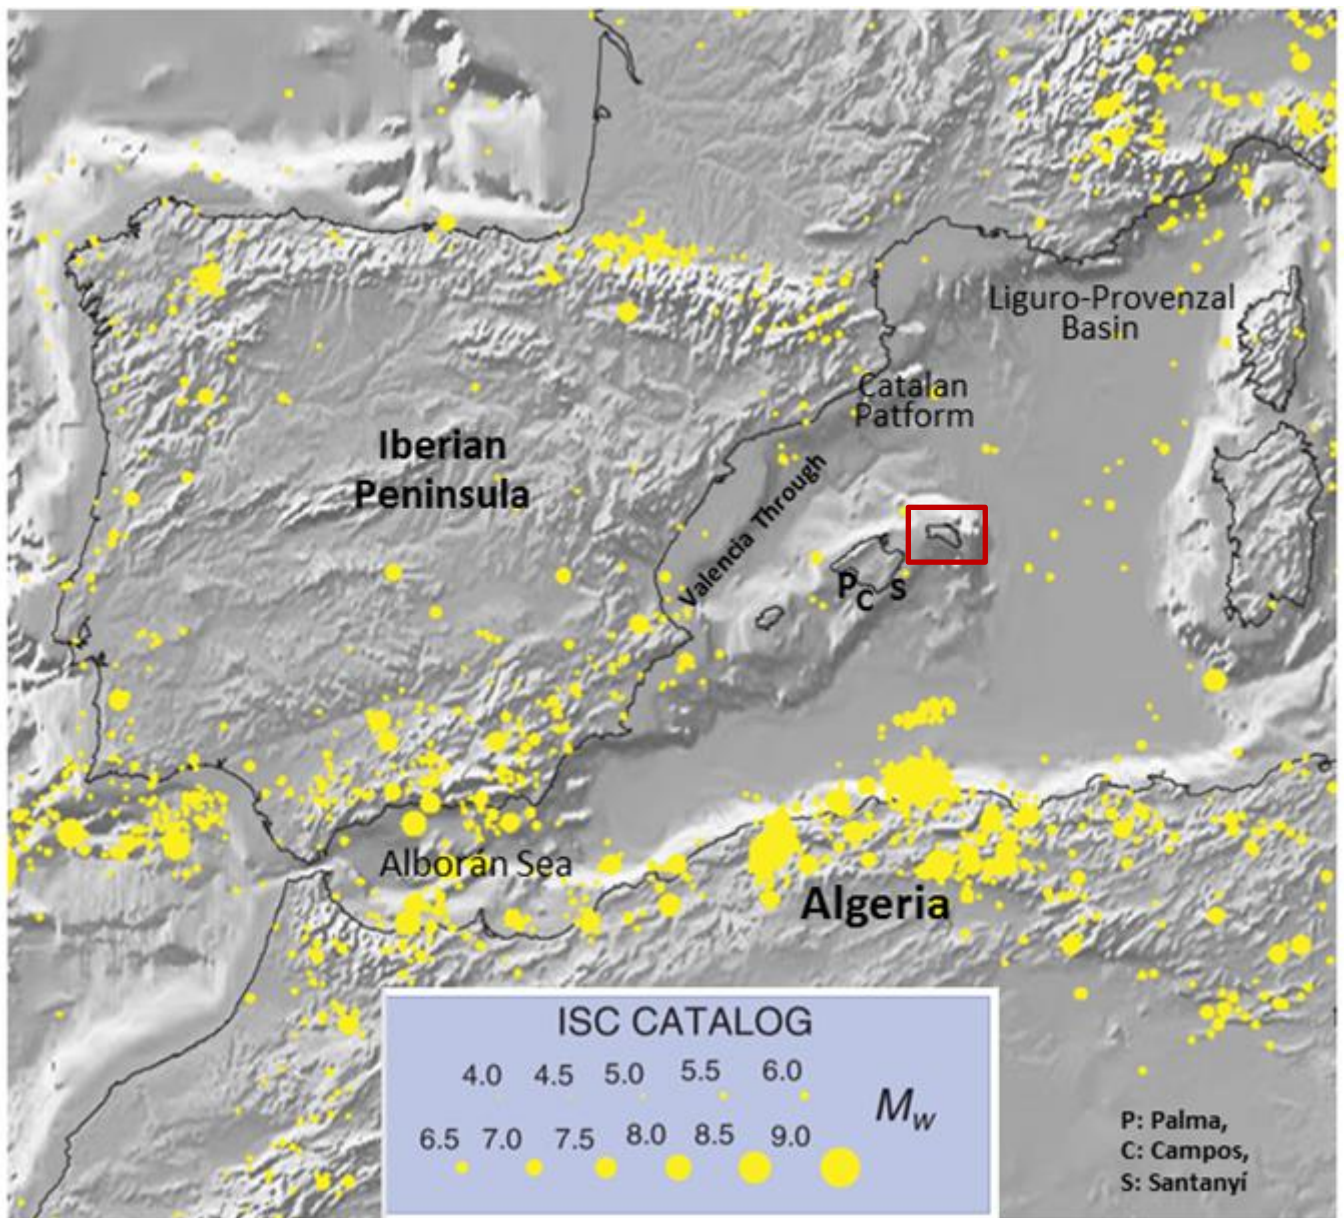 Liguro-Provenzal
Basin
Catalan
Patform
Iberian
Peninsula
Valencia Through
P
C
S
Alborán Sea
Algeria
ISC CATALOG
4.0 4.5 5.0 5.5 6.0
Mw
6.5 7.0 7.5 8.0 8.5 9.0
P: Palma,
C: Campos,
S: Santanyí